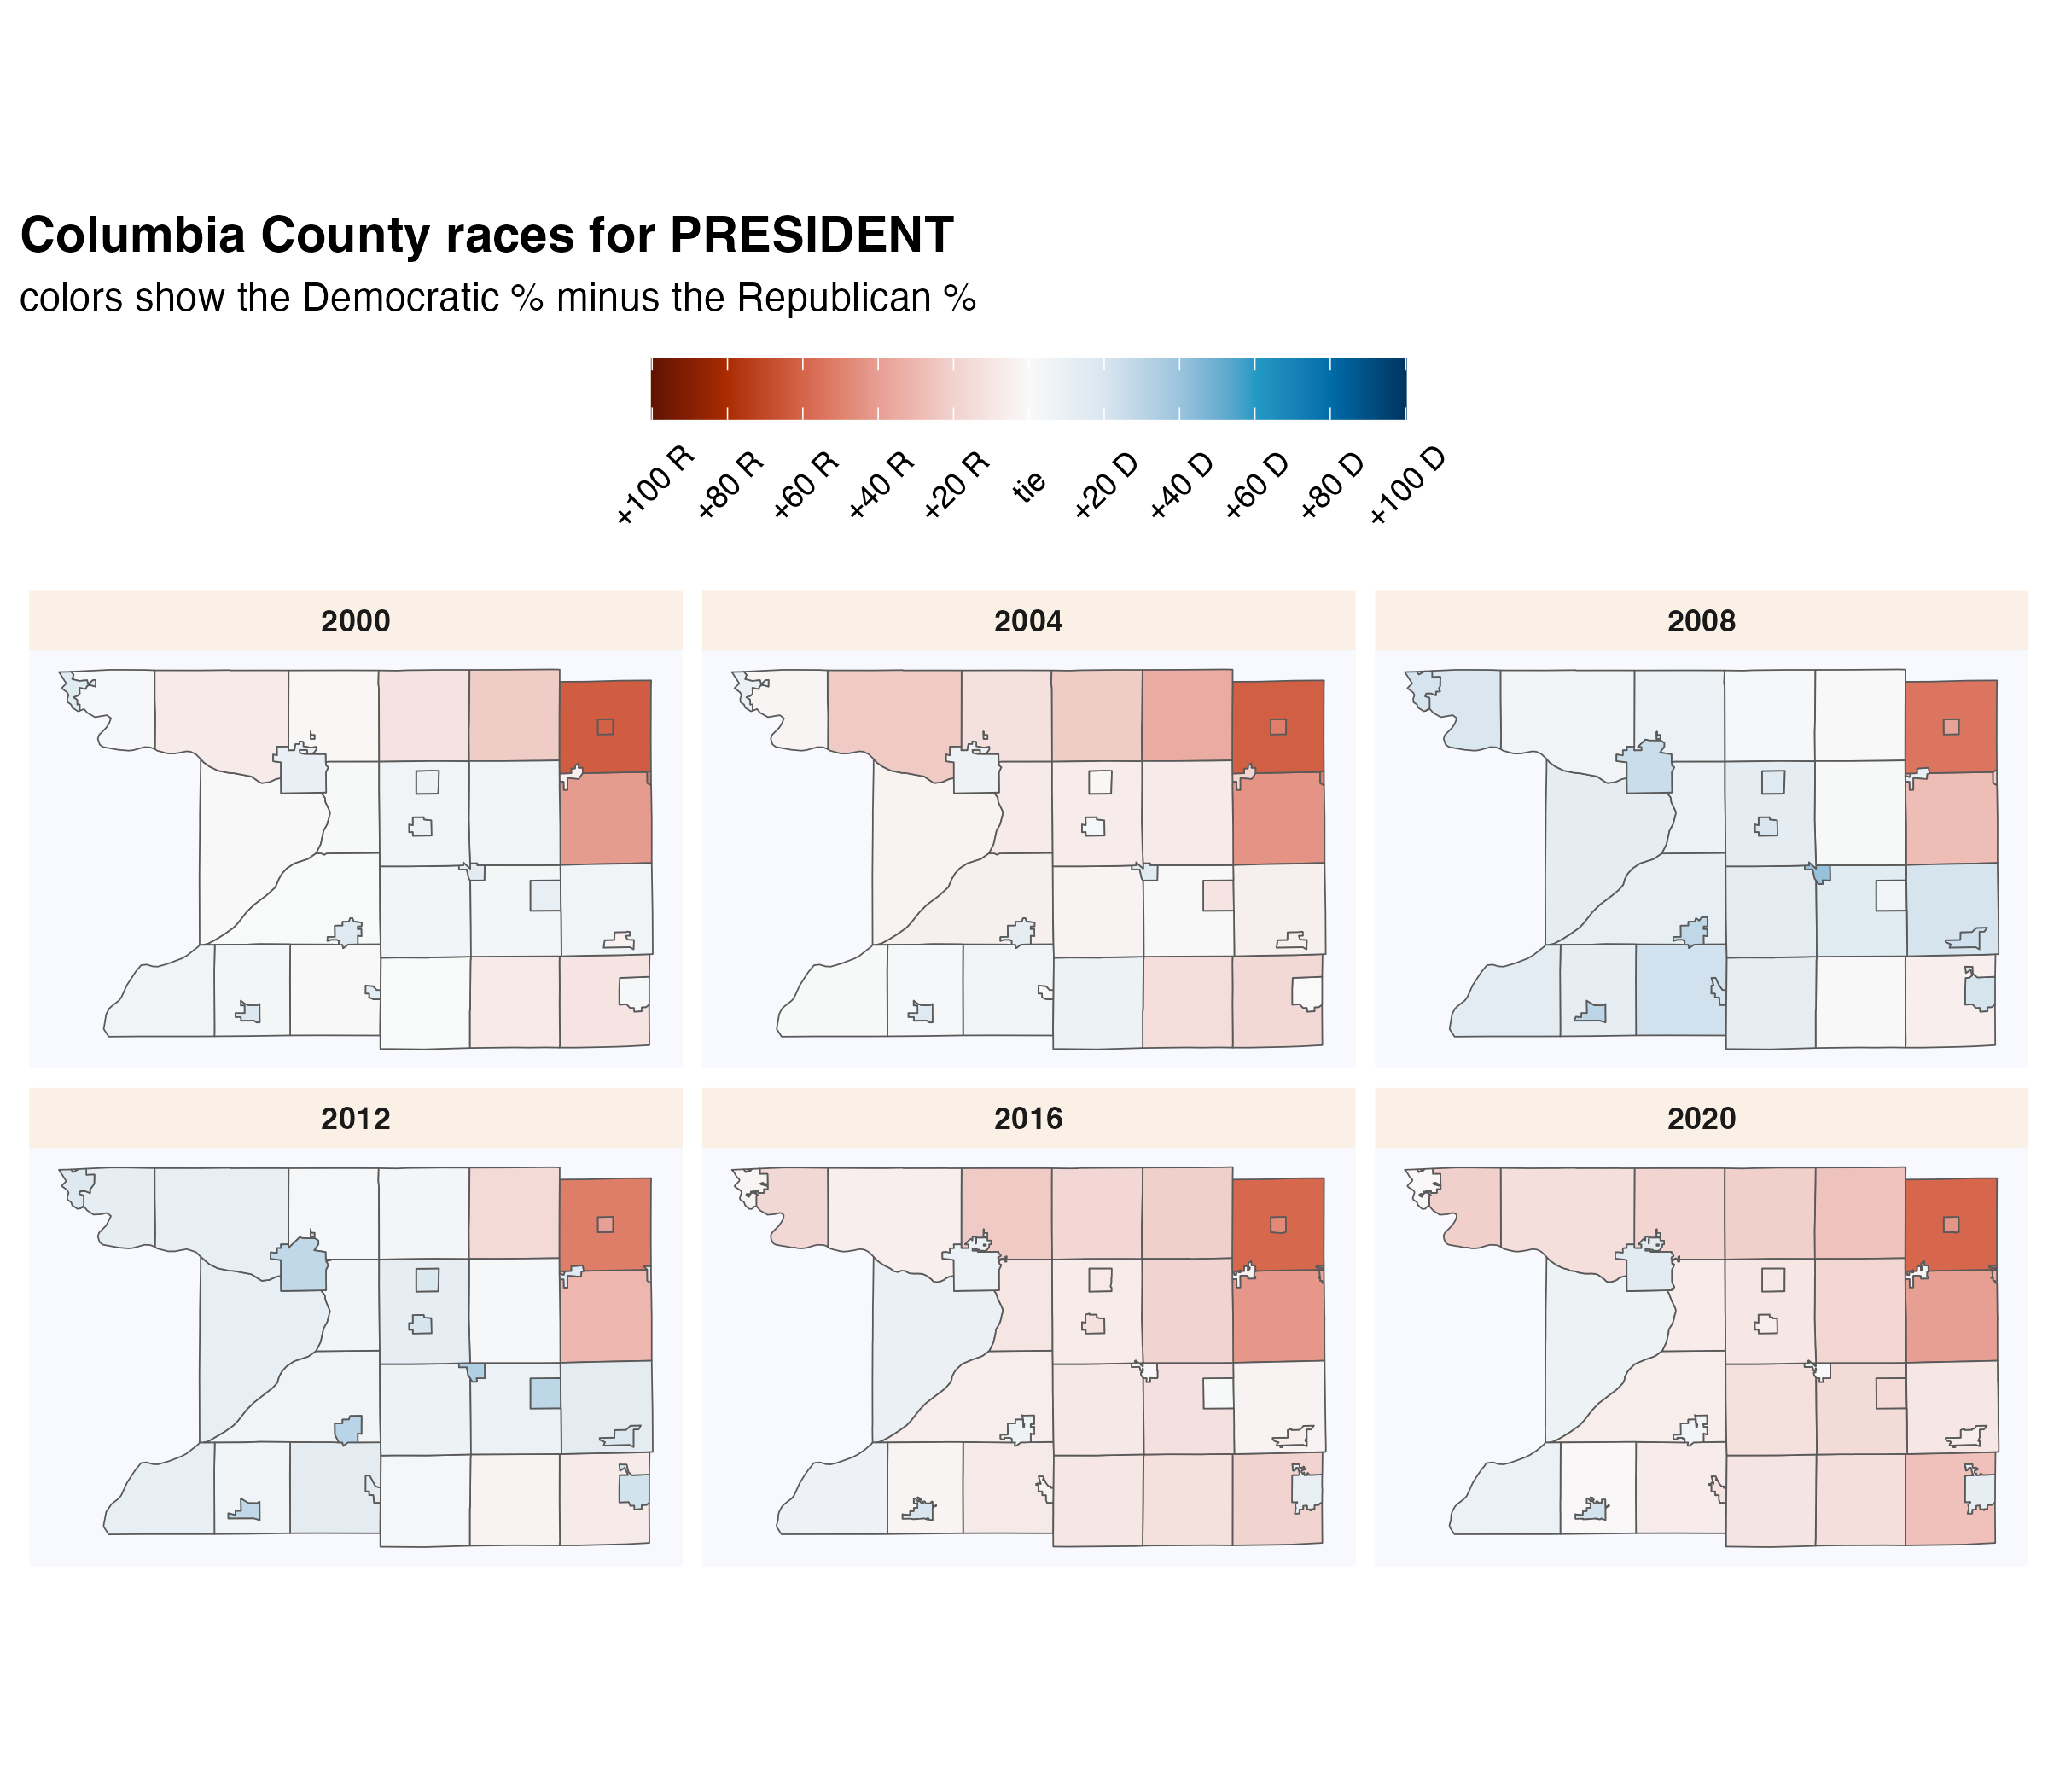 Columbia County races for PRESIDENT
colors show the Democratic % minus the Republican %
+100 R +80 R +60 R +40 R +20 R tie +20 D +40 D +60 D +80 D +100 D
2000 2004 2008
2012 2016 2020